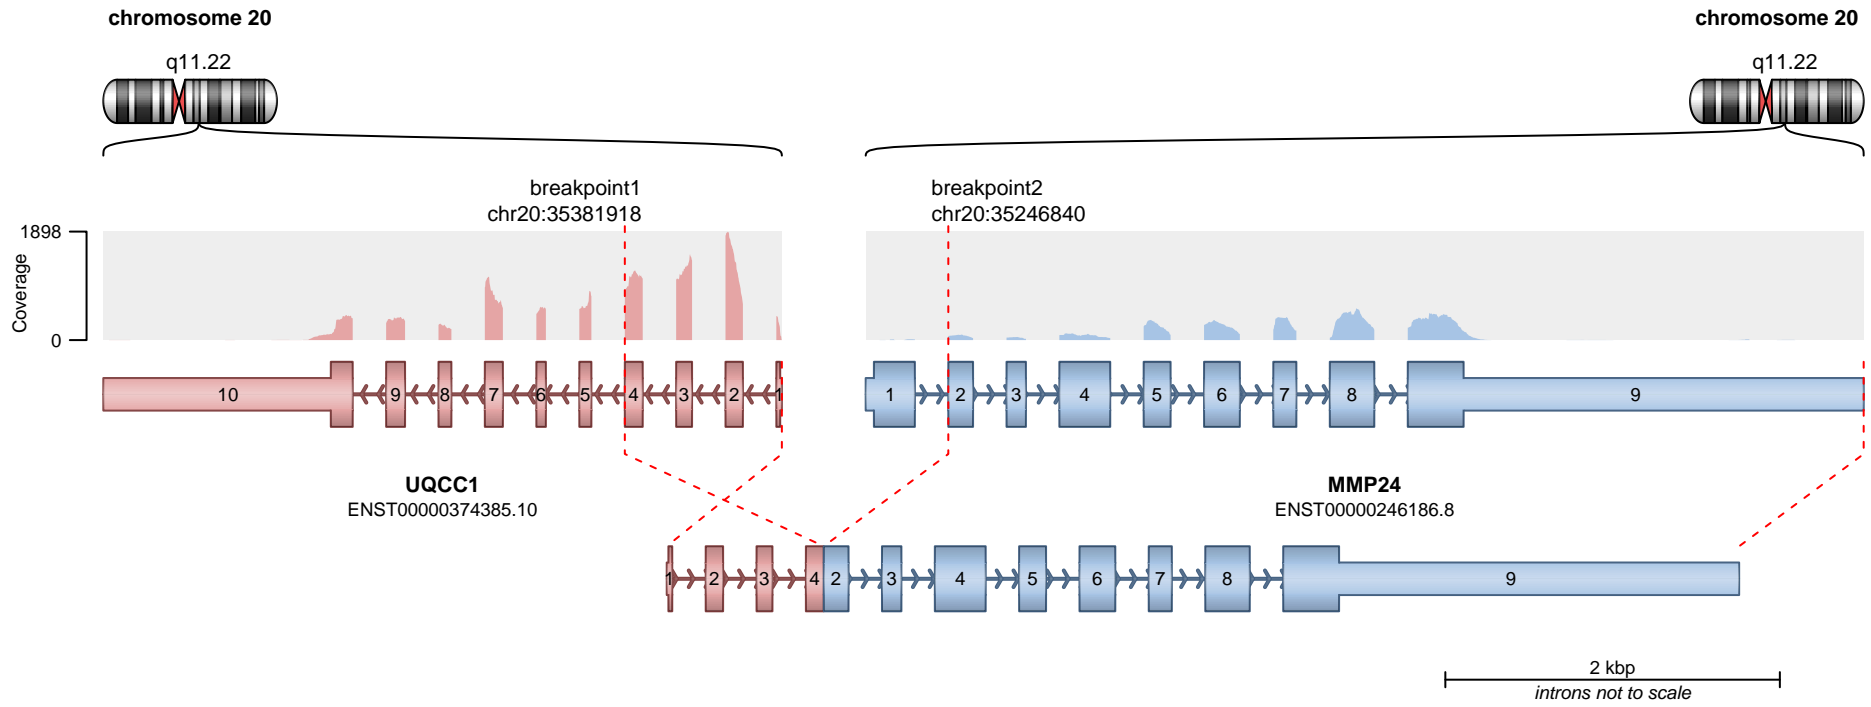 chromosome 20
chromosome 20
q11.22
q11.22
breakpoint1
chr20:35381918
breakpoint2
chr20:35246840
Coverage
1898
0
10 9 8 7 6 5 4 3 2 1
1 2 3 4 5 6 7 8 9
UQCC1
ENST00000374385.10
MMP24
ENST00000246186.8
1 2 3 4 2 3 4 5 6 7 8 9
2 kbp
introns not to scale